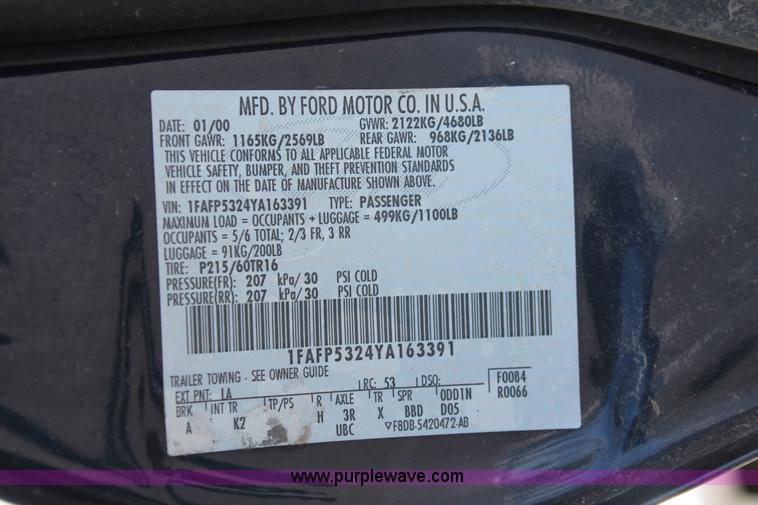 MFD. BY FORD MOTOR CO. IN U.S.A.
DATE: 01/00 GVWR: 2122KG/4680LB
FRONT GAWR: 1165KG/2569LB REAR GAWR: 968KG/2136LB
THIS VEHICLE CONFORMS TO ALL APPLICABLE FEDERAL MOTOR
VEHICLE SAFETY, BUMPER, AND THEFT PREVENTION STANDARDS
IN EFFECT ON THE DATE OF MANUFACTURE SHOWN ABOVE.
VIN: 1FAFP5324YA163391 TYPE: PASSENGER
MAXIMUM LOAD = OCCUPANTS + LUGGAGE = 499KG/1100LB
OCCUPANTS = 5/6 TOTAL; 2/3 FR, 3 RR
LUGGAGE = 91KG/200LB
TIRE: P215/60TR16
PRESSURE(FR): 207 kPa/ 30 PSI COLD
PRESSURE(RR): 207 kPa/ 30 PSI COLD
1FAFP5324YA163391
TRAILER TOWING - SEE OWNER GUIDE
EXT PNT: LA RC: 53 DSO: F0084
BRK INT TR TP/PS R AXLE TR SPR ODD1N R0066
A K2 H 3R X BBD D05
UBC ▽F8DB-5420472-AB
www.purplewave.com